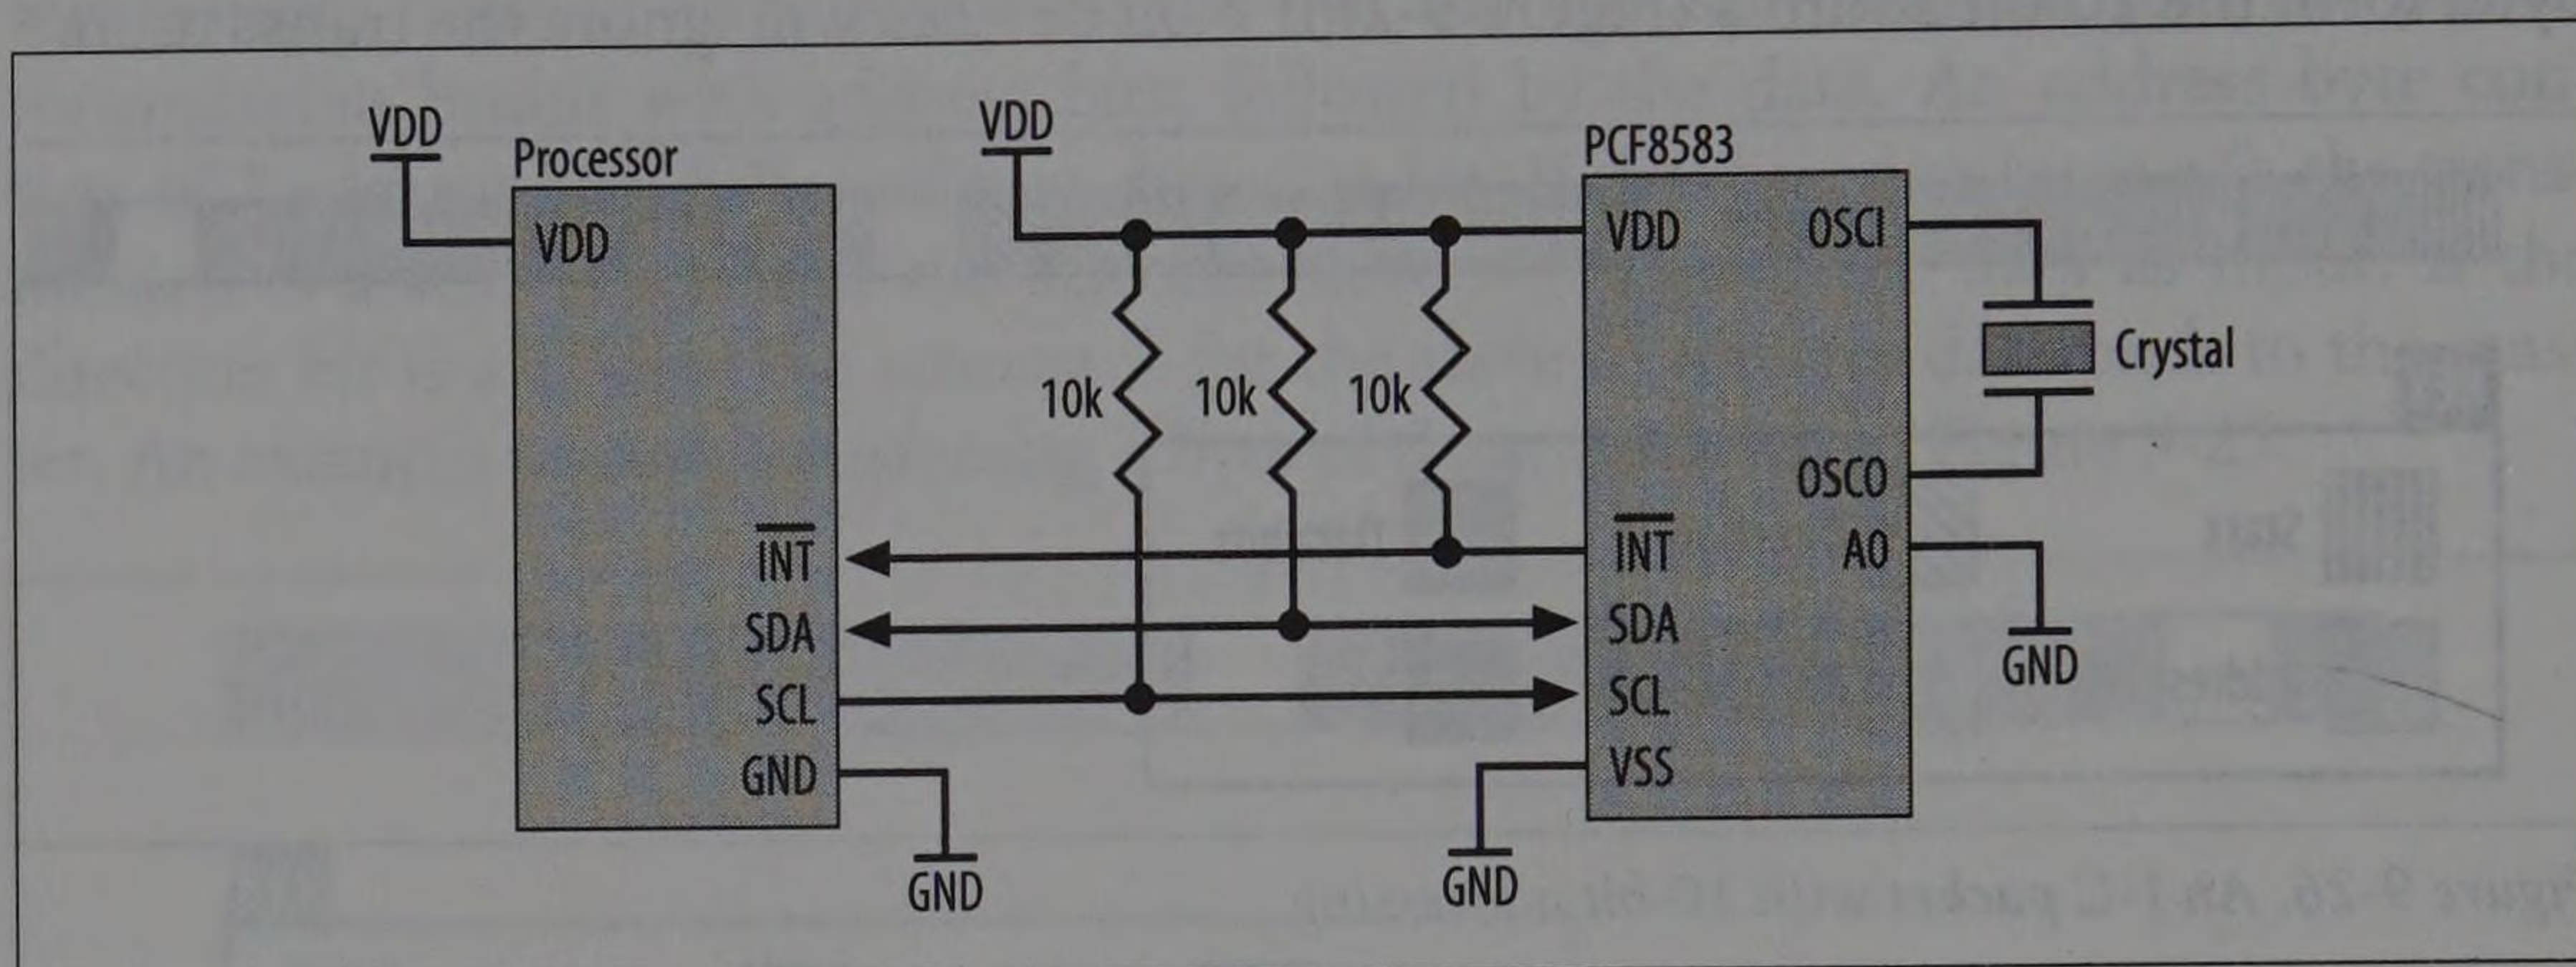 VDD
Processor
VDD
INT
SDA
SCL
GND
GND
VDD
10k
10k
10k
PCF8583
VDD
INT
SDA
SCL
VSS
GND
OSCI
OSCO
A0
Crystal
GND